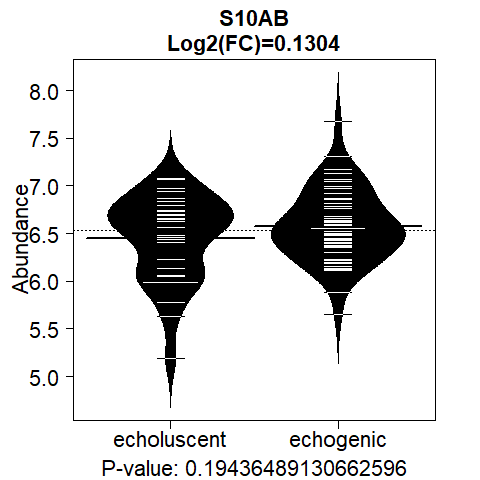 S10AB
Log2(FC)=0.1304
Abundance
8.0
7.5
7.0
6.5
6.0
5.5
5.0
echoluscent echogenic
P-value: 0.19436489130662596